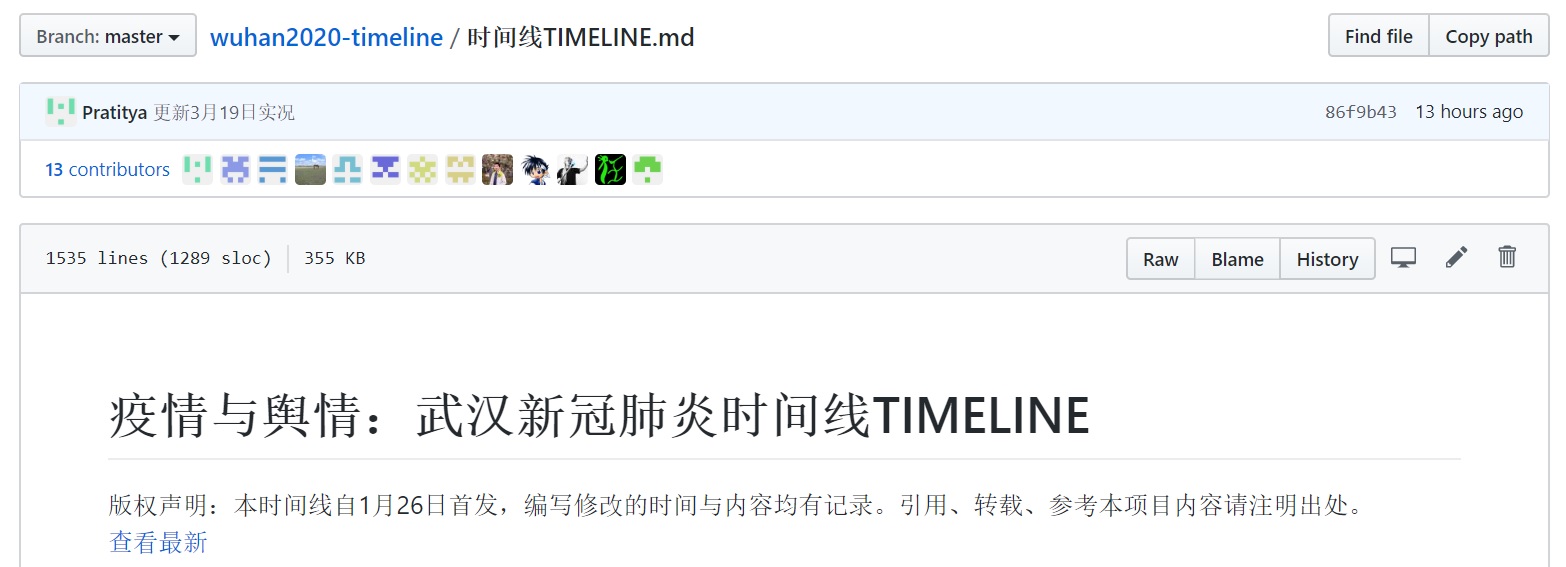 Branch: master wuhan2020-timeline / 时间线TIMELINE.md Find file Copy path
Pratitya 更新3月19日实况 86f9b43 13 hours ago
13 contributors
1535 lines (1289 sloc) 355 KB Raw Blame History
疫情与舆情：武汉新冠肺炎时间线TIMELINE
版权声明：本时间线自1月26日首发，编写修改的时间与内容均有记录。引用、转载、参考本项目内容请注明出处。
查看最新